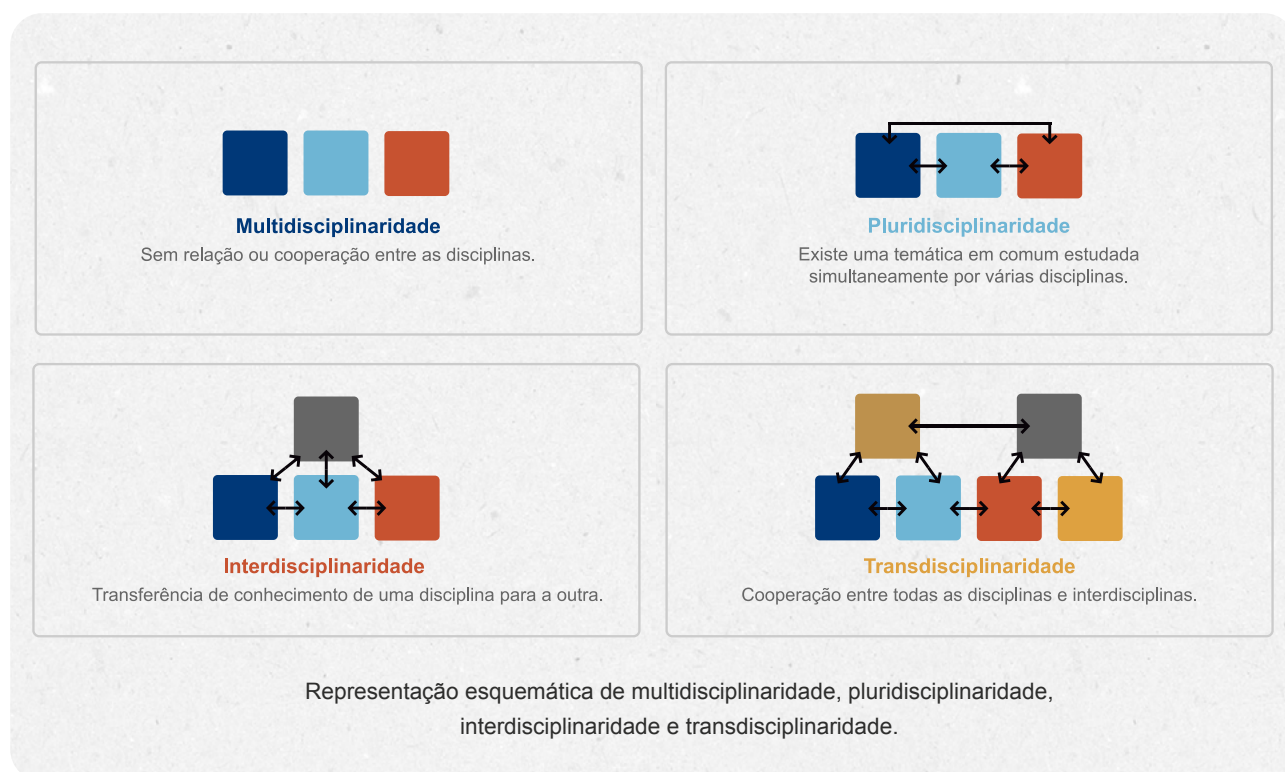 Multidisciplinaridade
Sem relação ou cooperação entre as disciplinas.
Pluridisciplinaridade
Existe uma temática em comum estudada
simultaneamente por várias disciplinas.
Interdisciplinaridade
Transferência de conhecimento de uma disciplina para a outra.
Transdisciplinaridade
Cooperação entre todas as disciplinas e interdisciplinas.
Representação esquemática de multidisciplinaridade, pluridisciplinaridade,
interdisciplinaridade e transdisciplinaridade.